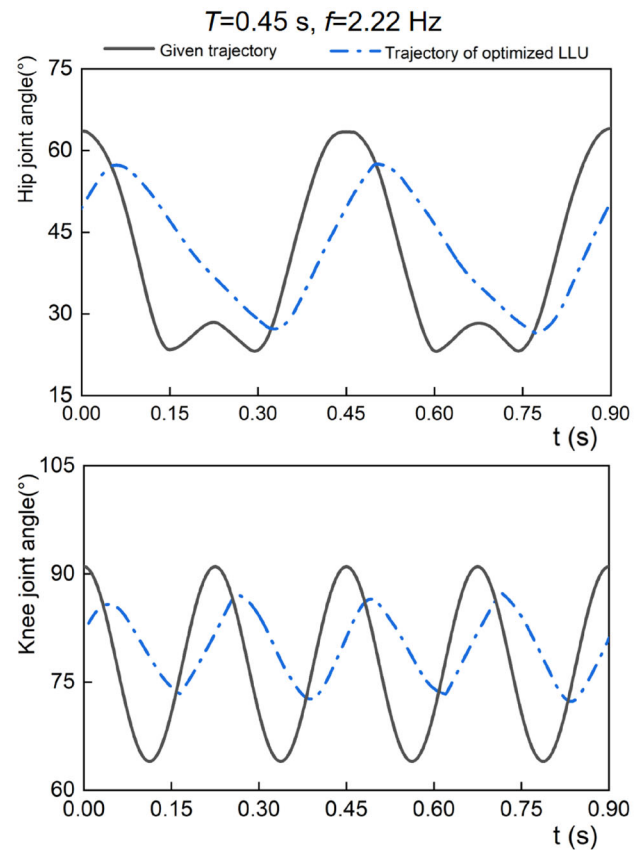 T=0.45 s, f=2.22 Hz
Given trajectory Trajectory of optimized LLU
Hip joint angle(°)
75
60
45
30
15
0.00 0.15 0.30 0.45 0.60 0.75 0.90
t (s)
Knee joint angle(°)
105
90
75
60
0.00 0.15 0.30 0.45 0.60 0.75 0.90
t (s)